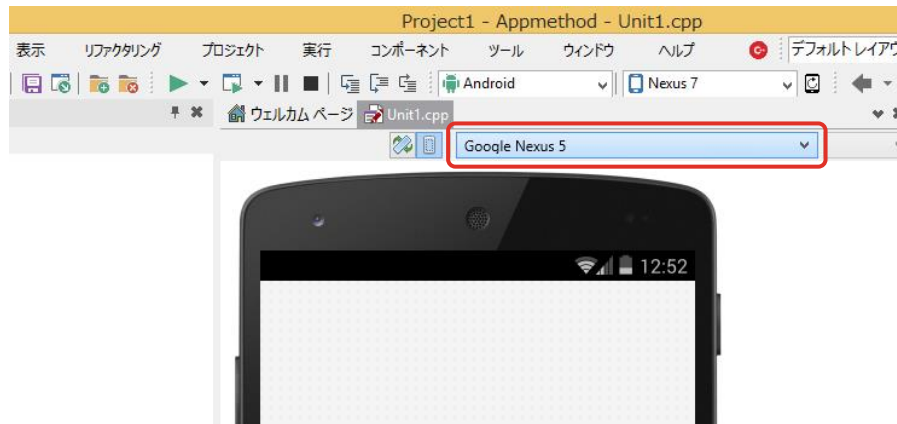 Project1 - Appmethod - Unit1.cpp
表示 リファクタリング プロジェクト 実行 コンポーネント ツール ウィンドウ ヘルプ デフォルト レイアウ
Android Nexus 7
ウェルカム ページ Unit1.cpp
Google Nexus 5
12:52